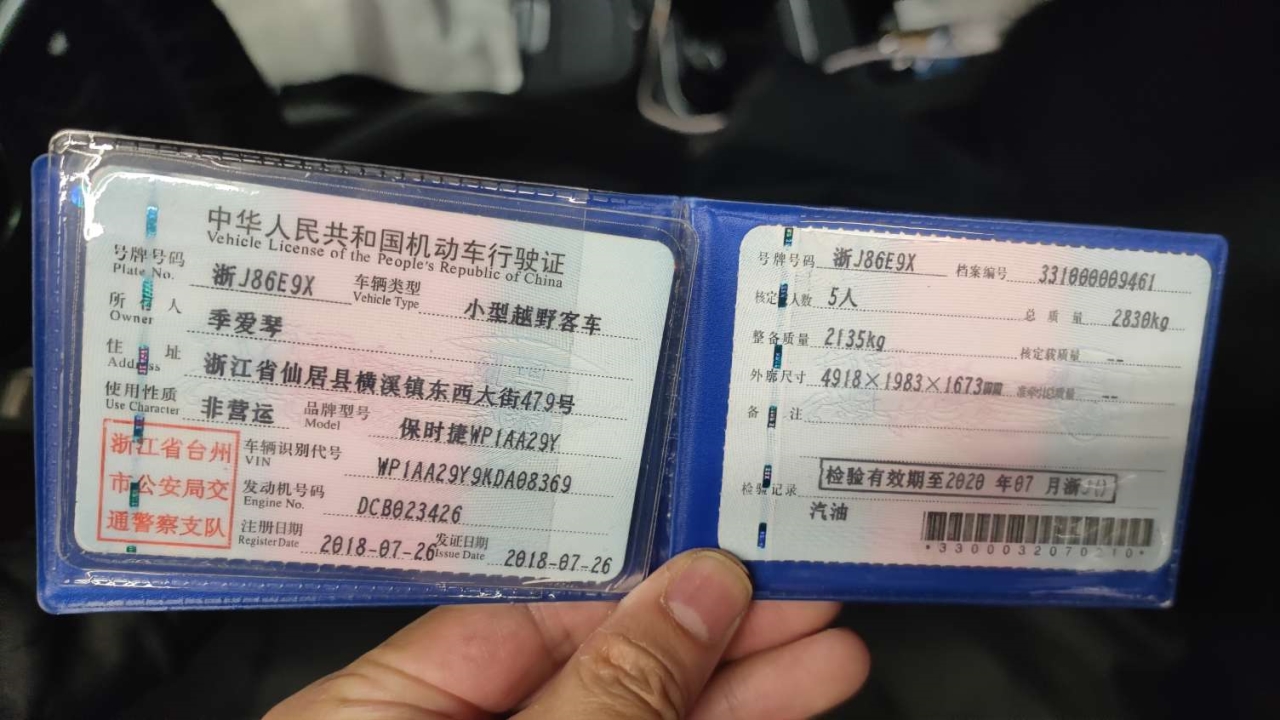 中华人民共和国机动车行驶证
Vehicle License of the People's Republic of China
号牌号码 浙J86E9X 车辆类型 小型越野客车
Plate No. Vehicle Type
所有人 季爱琴
Owner
住址 浙江省仙居县横溪镇东西大街479号
Address
使用性质 非营运 品牌型号 保时捷WP1AA29Y
Use Character Model
浙江省台州
市公安局交
通警察支队
车辆识别代号 WP1AA29Y9KDA08369
VIN
发动机号码 DCB023426
Engine No.
注册日期 2018-07-26 发证日期 2018-07-26
Register Date Issue Date
号牌号码 浙J86E9X 档案编号 331000009461
核定人数 5人 总质量 2830kg
整备质量 2135kg 核定载质量 --
外廓尺寸 4918×1983×1673 准牵引总质量 --
备注
检验有效期至2020 年07 月浙
检验记录
汽油